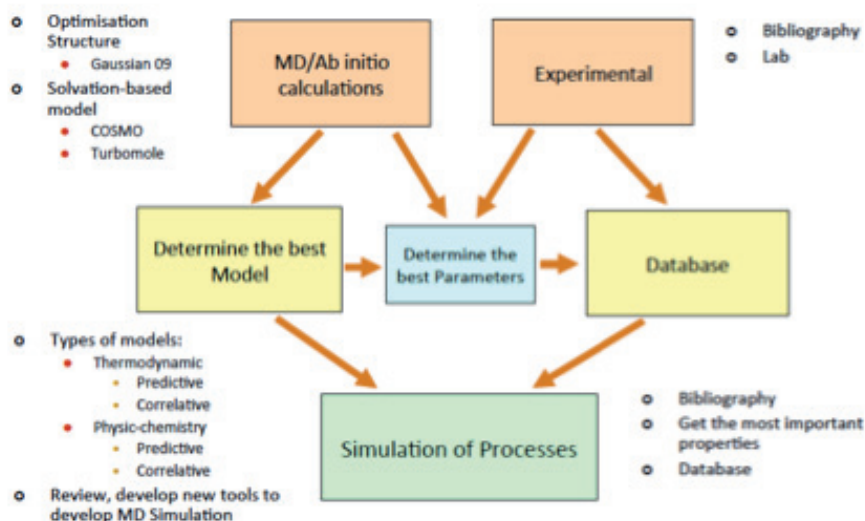 Optimisation
Structure
Gaussian 09
Solvation-based
model
COSMO
Turbomole
MD/Ab initio
calculations
Experimental
Bibliography
Lab
Determine the best
Model
Determine the
best Parameters
Database
Types of models:
Thermodynamic
Predictive
Correlative
Physic-chemistry
Predictive
Correlative
Review, develop new tools to
develop MD Simulation
Simulation of Processes
Bibliography
Get the most important
properties
Database